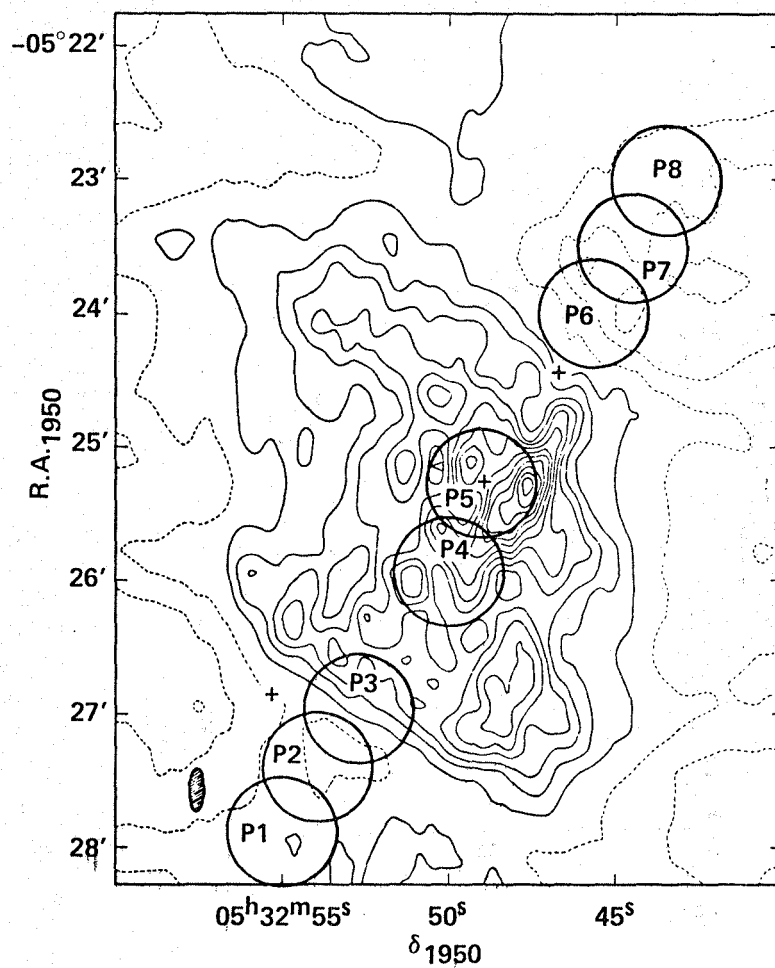 -05°22'
23'
24'
25'
26'
27'
28'
R.A.1950
P8
P7
P6
P5
P4
P3
P2
P1
05h32m55s 50s 45s
δ1950